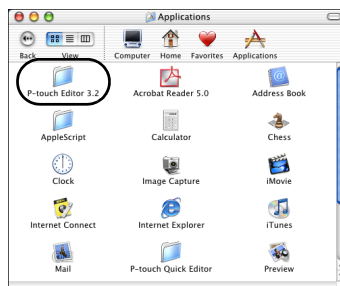 Applications
Back View Computer Home Favorites Applications
P-touch Editor 3.2 Acrobat Reader 5.0 Address Book
AppleScript Calculator Chess
Clock Image Capture iMovie
Internet Connect Internet Explorer iTunes
Mail P-touch Quick Editor Preview